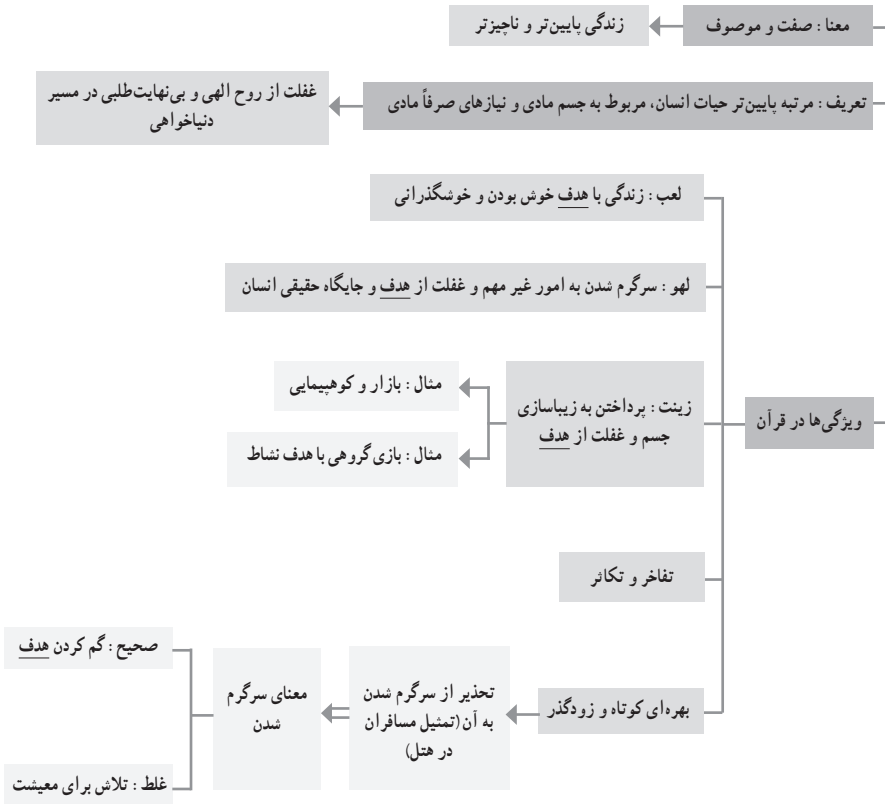 معنا : صفت و موصوف
زندگی پایین‌تر و ناچیزتر
تعریف : مرتبه پایین‌تر حیات انسان، مربوط به جسم مادی و نیازهای صرفاً مادی
غفلت از روح الهی و بی‌نهایت‌طلبی در مسیر
دنیاخواهی
ویژگی‌ها در قرآن
لعب : زندگی با هدف خوش بودن و خوشگذرانی
لهو : سرگرم شدن به امور غیر مهم و غفلت از هدف و جایگاه حقیقی انسان
زینت : پرداختن به زیباسازی
جسم و غفلت از هدف
مثال : بازار و کوهپیمایی
مثال : بازی گروهی با هدف نشاط
تفاخر و تکاثر
بهره‌ای کوتاه و زودگذر
تحذیر از سرگرم شدن
به آن (تمثیل مسافران
در هتل)
معنای سرگرم
شدن
صحیح : گم کردن هدف
غلط : تلاش برای معیشت